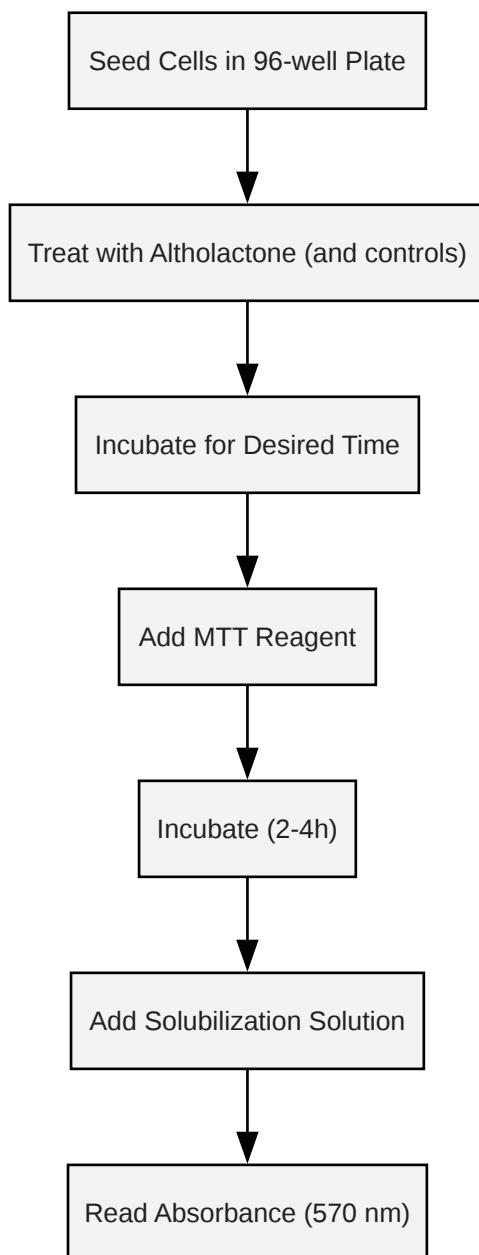 Seed Cells in 96-well Plate
Treat with Altholactone (and controls)
Incubate for Desired Time
Add MTT Reagent
Incubate (2-4h)
Add Solubilization Solution
Read Absorbance (570 nm)